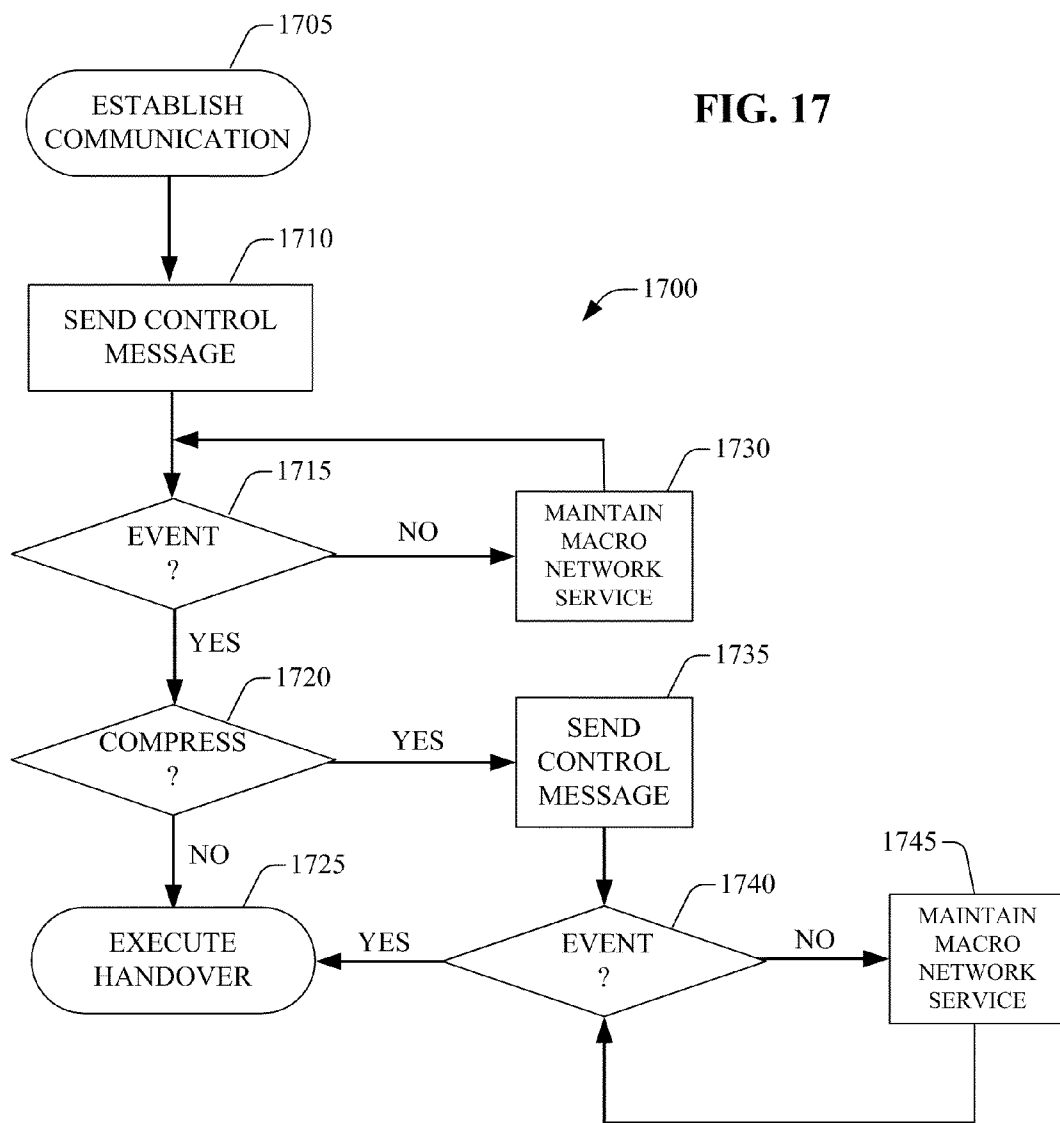 1705
ESTABLISH
COMMUNICATION
FIG. 17
1710
SEND CONTROL
MESSAGE
1700
1715
EVENT
?
NO
1730
MAINTAIN
MACRO
NETWORK
SERVICE
YES
1720
COMPRESS
?
YES
1735
SEND
CONTROL
MESSAGE
NO
1725
EXECUTE
HANDOVER
YES
1740
EVENT
?
NO
1745
MAINTAIN
MACRO
NETWORK
SERVICE